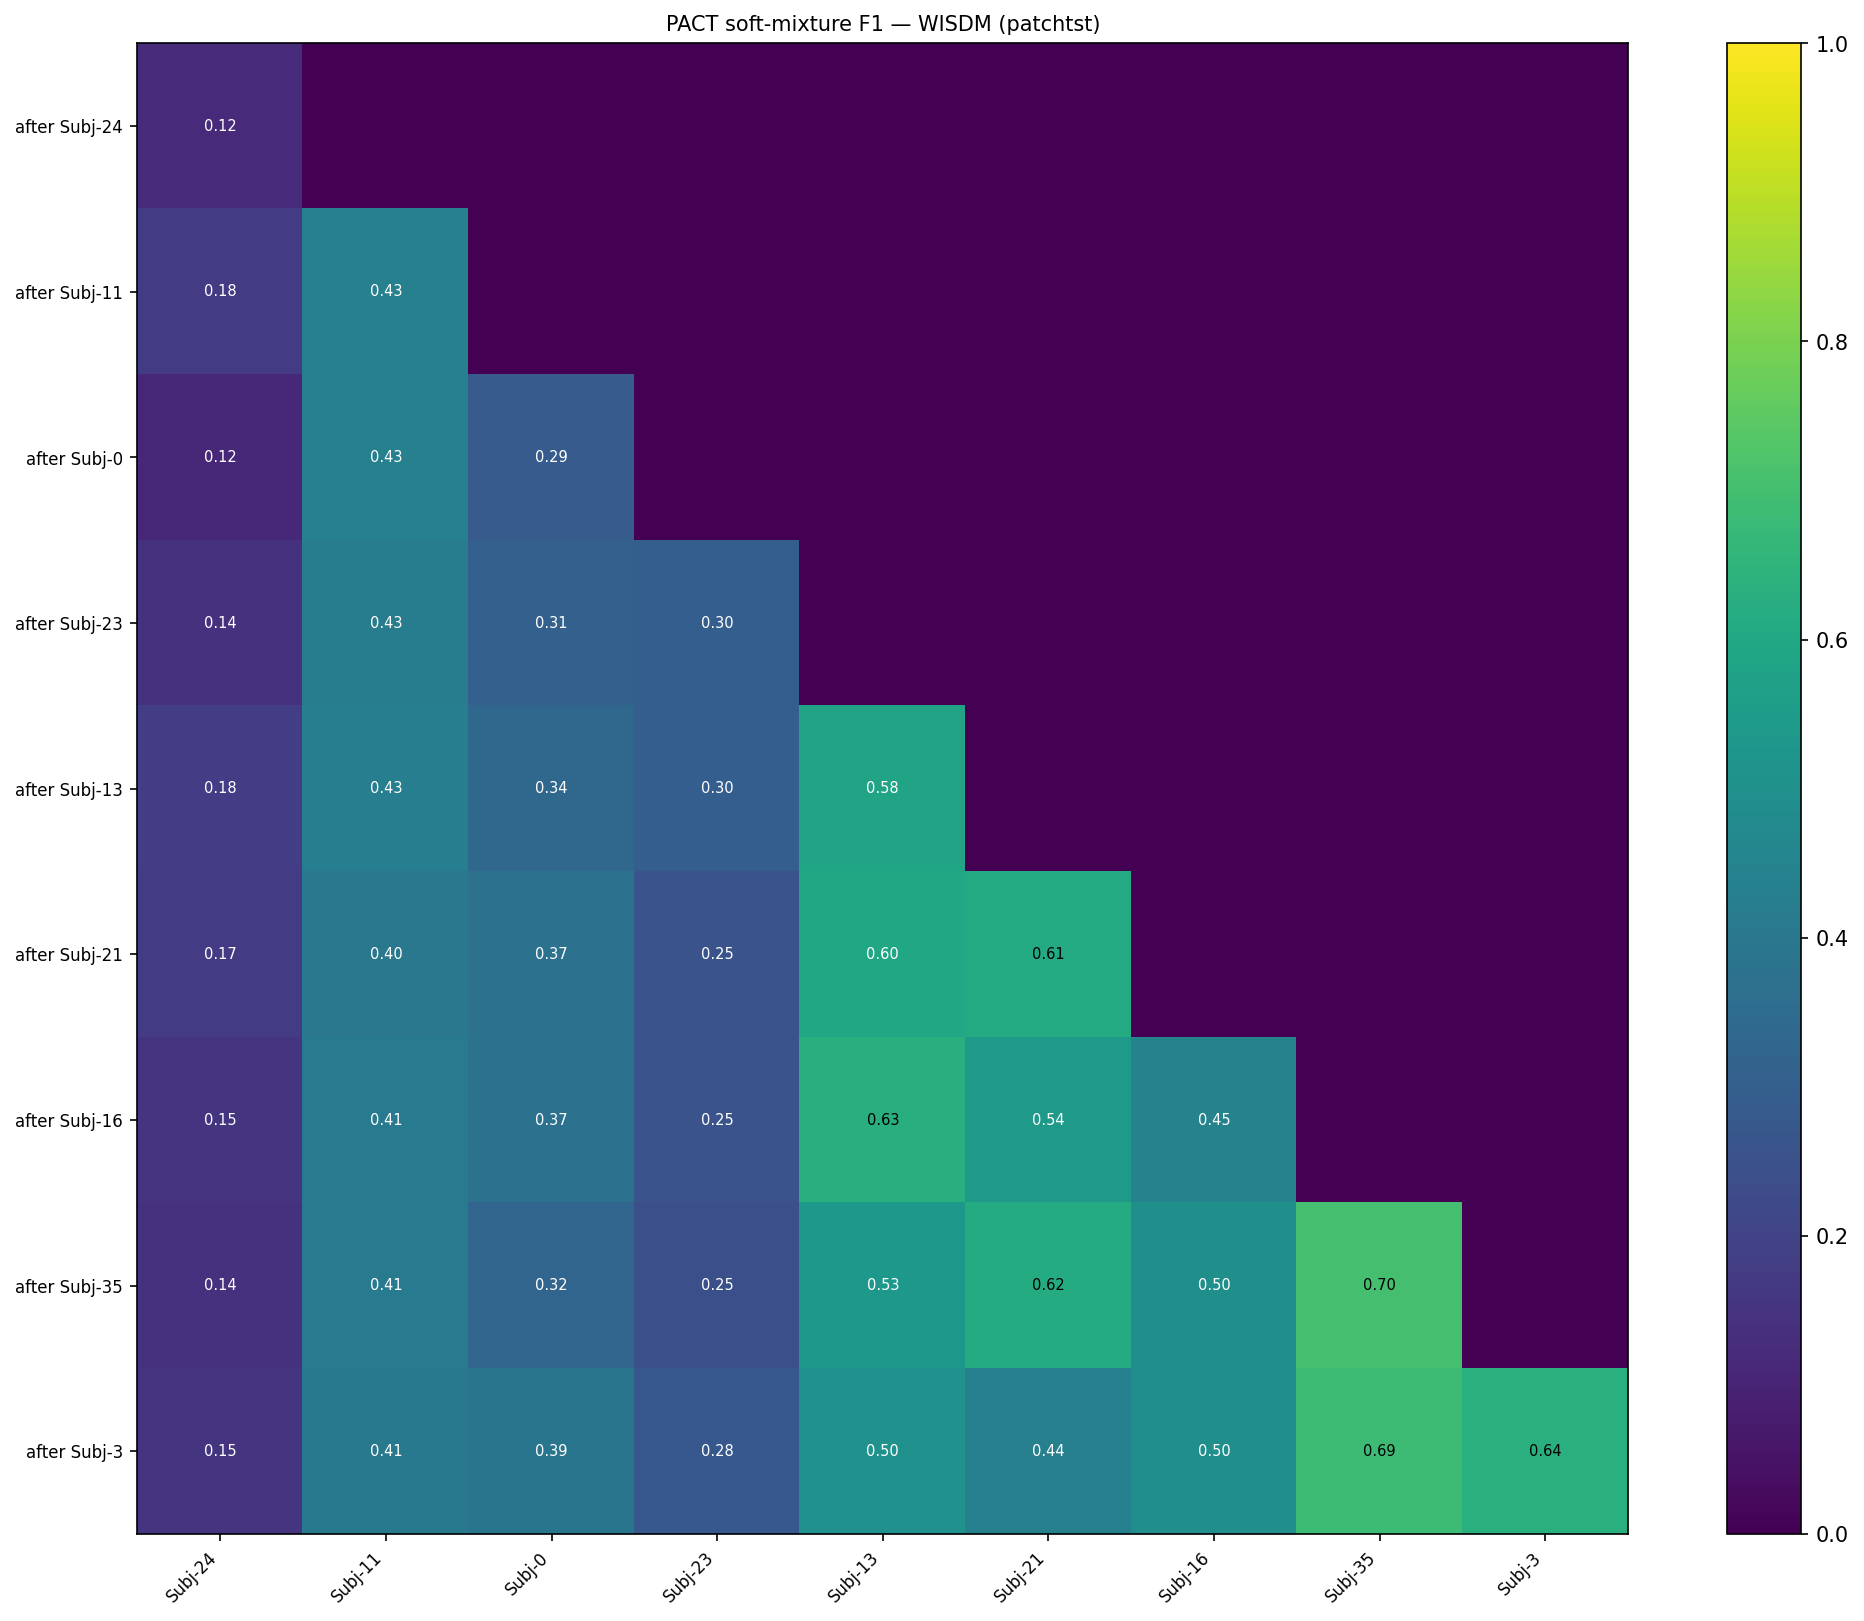 PACT soft-mixture F1 — WISDM (patchtst)
1.0
0.8
0.6
0.4
0.2
0.0
after Subj-24 0.12
after Subj-11 0.18 0.43
after Subj-0 0.12 0.43 0.29
after Subj-23 0.14 0.43 0.31 0.30
after Subj-13 0.18 0.43 0.34 0.30 0.58
after Subj-21 0.17 0.40 0.37 0.25 0.60 0.61
after Subj-16 0.15 0.41 0.37 0.25 0.63 0.54 0.45
after Subj-35 0.14 0.41 0.32 0.25 0.53 0.62 0.50 0.70
after Subj-3 0.15 0.41 0.39 0.28 0.50 0.44 0.50 0.69 0.64
Subj-24 Subj-11 Subj-0 Subj-23 Subj-13 Subj-21 Subj-16 Subj-35 Subj-3